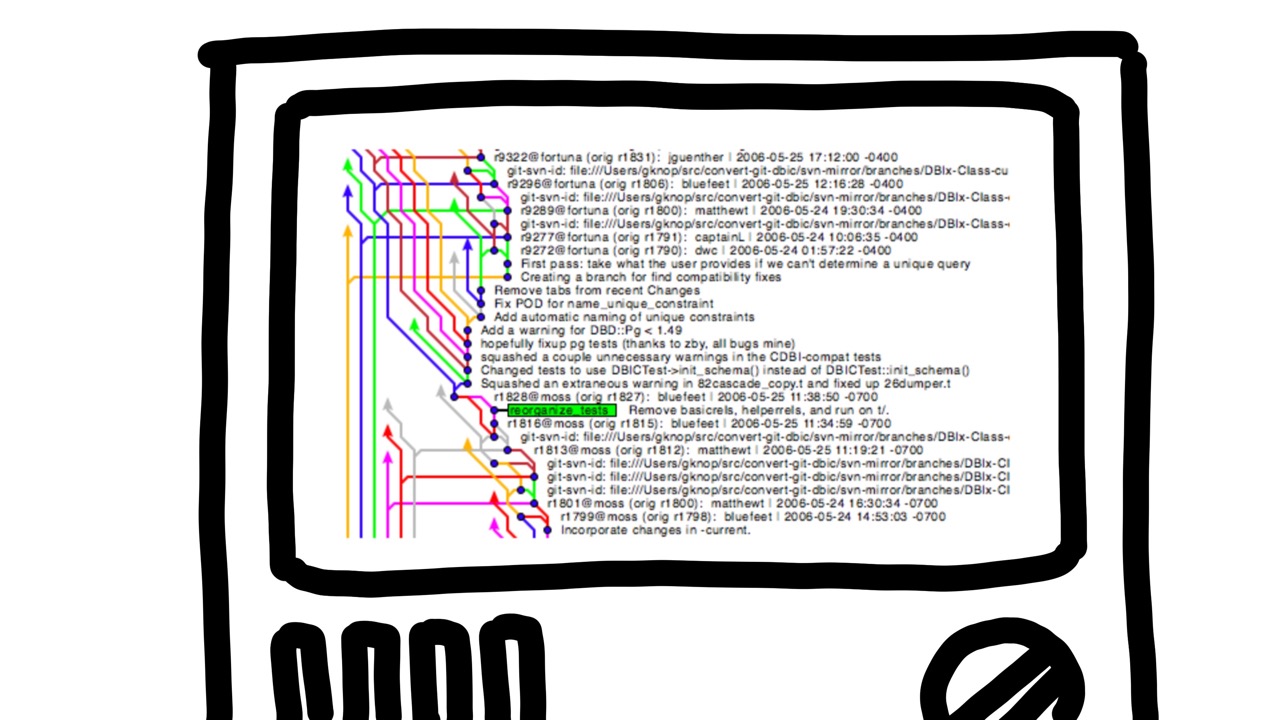 r9322@fortuna (orig r1831): jguenther | 2006-05-25 17:12:00 -0400
git-svn-id: file:///Users/gknop/src/convert-git-dbic/svn-mirror/branches/DBIx-Class-cu
r9296@fortuna (orig r1806): bluefeet | 2006-05-25 12:16:28 -0400
git-svn-id: file:///Users/gknop/src/convert-git-dbic/svn-mirror/branches/DBIx-Class-
r9289@fortuna (orig r1800): matthewt | 2006-05-24 19:30:34 -0400
git-svn-id: file:///Users/gknop/src/convert-git-dbic/svn-mirror/branches/DBIx-Class-
r9277@fortuna (orig r1791): captainL | 2006-05-24 10:06:35 -0400
r9272@fortuna (orig r1790): dwc | 2006-05-24 01:57:22 -0400
First pass: take what the user provides if we can't determine a unique query
Creating a branch for find compatibility fixes
Remove tabs from recent Changes
Fix POD for name_unique_constraint
Add automatic naming of unique constraints
Add a warning for DBD::Pg < 1.49
hopefully fixup pg tests (thanks to zby, all bugs mine)
squashed a couple unnecessary warnings in the CDBI-compat tests
Changed tests to use DBICTest->init_schema() instead of DBICTest::init_schema()
Squashed an extraneous warning in 82cascade_copy.t and fixed up 26dumper.t
r1828@moss (orig r1827): bluefeet | 2006-05-25 11:38:50 -0700
reorganize_tests Remove basicrels, helperrels, and run on t/.
r1816@moss (orig r1815): bluefeet | 2006-05-25 11:34:59 -0700
git-svn-id: file:///Users/gknop/src/convert-git-dbic/svn-mirror/branches/DBIx-Class-
r1813@moss (orig r1812): matthewt | 2006-05-25 11:19:21 -0700
git-svn-id: file:///Users/gknop/src/convert-git-dbic/svn-mirror/branches/DBIx-Cl
git-svn-id: file:///Users/gknop/src/convert-git-dbic/svn-mirror/branches/DBIx-Cl
git-svn-id: file:///Users/gknop/src/convert-git-dbic/svn-mirror/branches/DBIx-Cl
r1801@moss (orig r1800): matthewt | 2006-05-24 16:30:34 -0700
r1799@moss (orig r1798): bluefeet | 2006-05-24 14:53:03 -0700
Incorporate changes in -current.